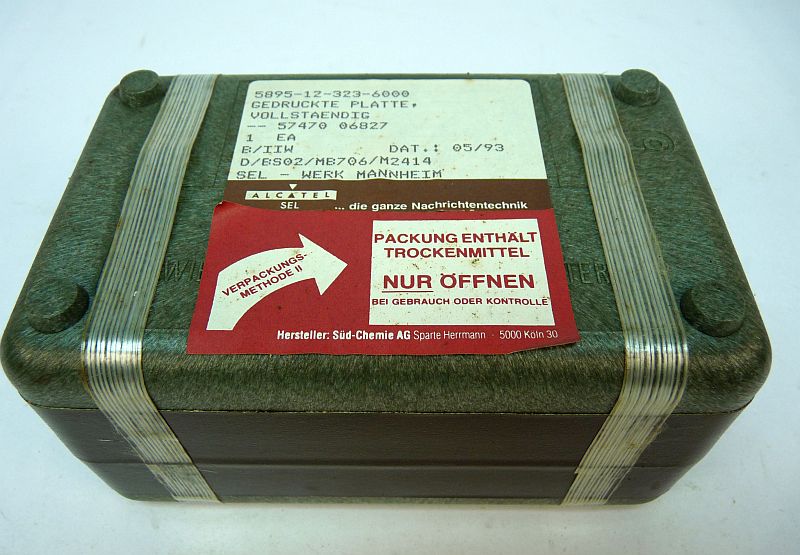 5895-12-323-6000
GEDRUCKTE PLATTE,
VOLLSTAENDIG
-- 57470 06827
1 EA
B/IIW DAT.: 05/93
D/BS02/MB706/M2414
SEL - WERK MANNHEIM
ALCATEL
SEL ... die ganze Nachrichtentechnik
VERPACKUNGS-
METHODE II
PACKUNG ENTHÄLT
TROCKENMITTEL
NUR ÖFFNEN
BEI GEBRAUCH ODER KONTROLLE
Hersteller: Süd-Chemie AG Sparte Herrmann · 5000 Köln 30